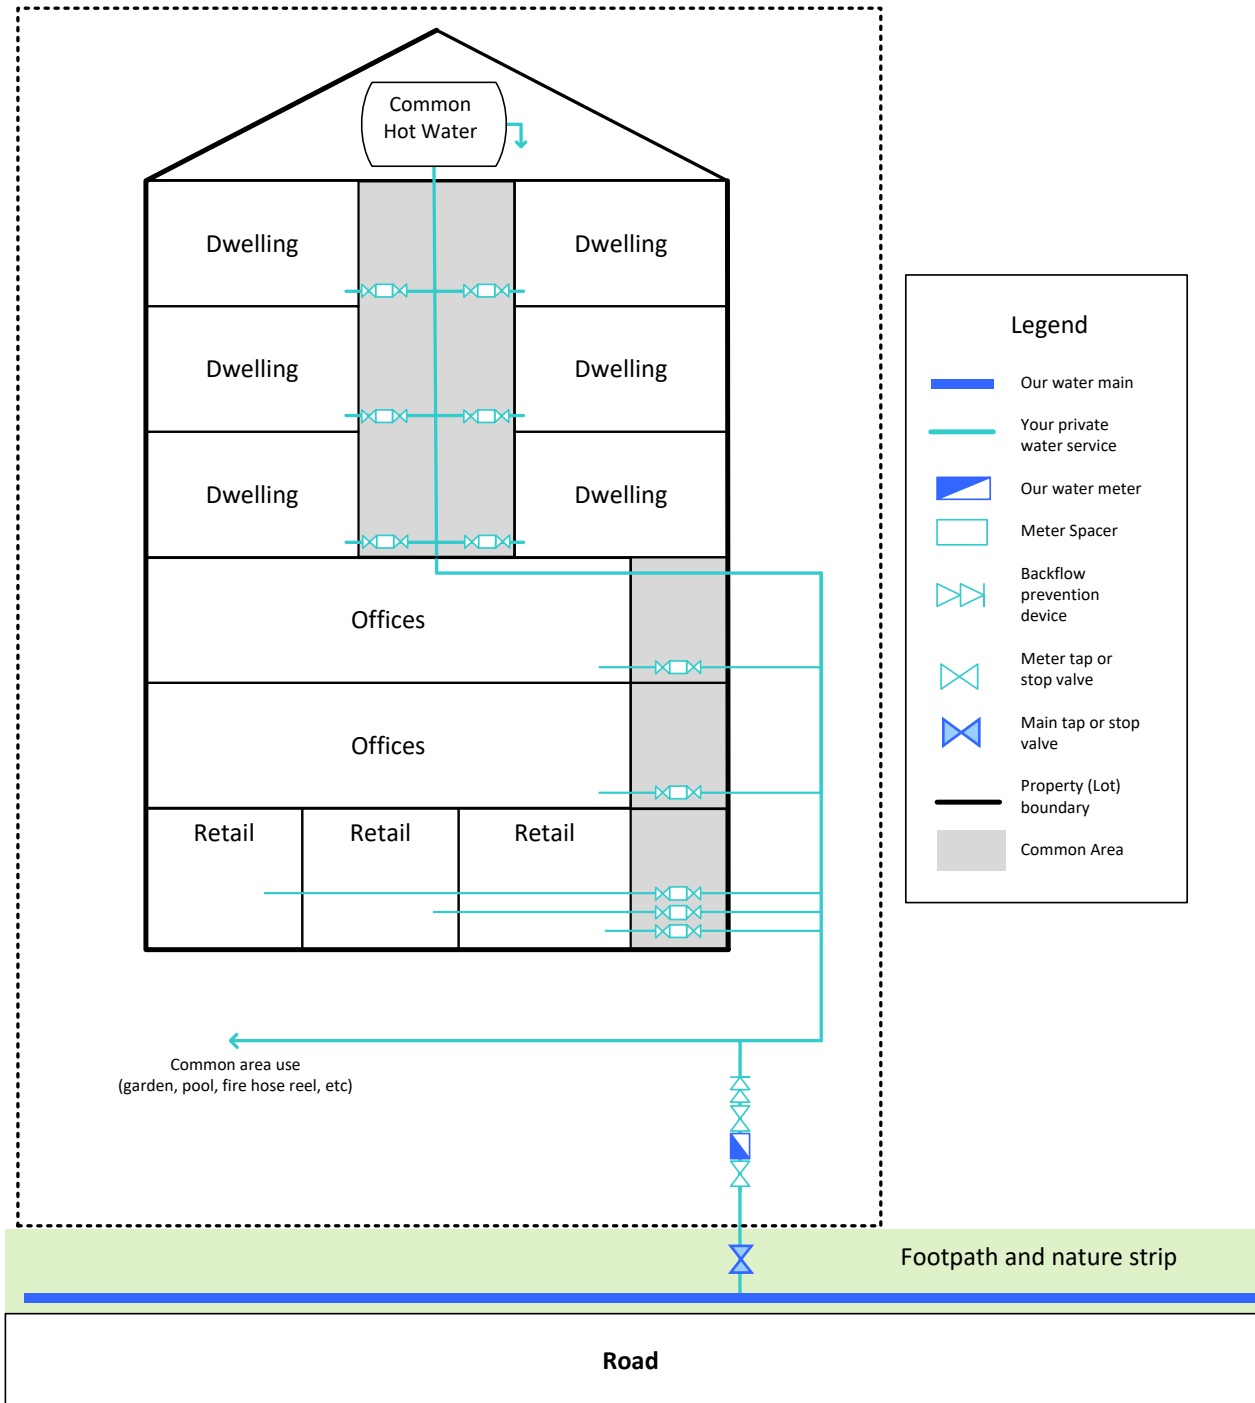 Common
Hot Water
Dwelling
Dwelling
Dwelling
Dwelling
Dwelling
Dwelling
Offices
Offices
Retail
Retail
Retail
Common area use
(garden, pool, fire hose reel, etc)
Legend
Our water main
Your private
water service
Our water meter
Meter Spacer
Backflow
prevention
device
Meter tap or
stop valve
Main tap or stop
valve
Property (Lot)
boundary
Common Area
Footpath and nature strip
Road